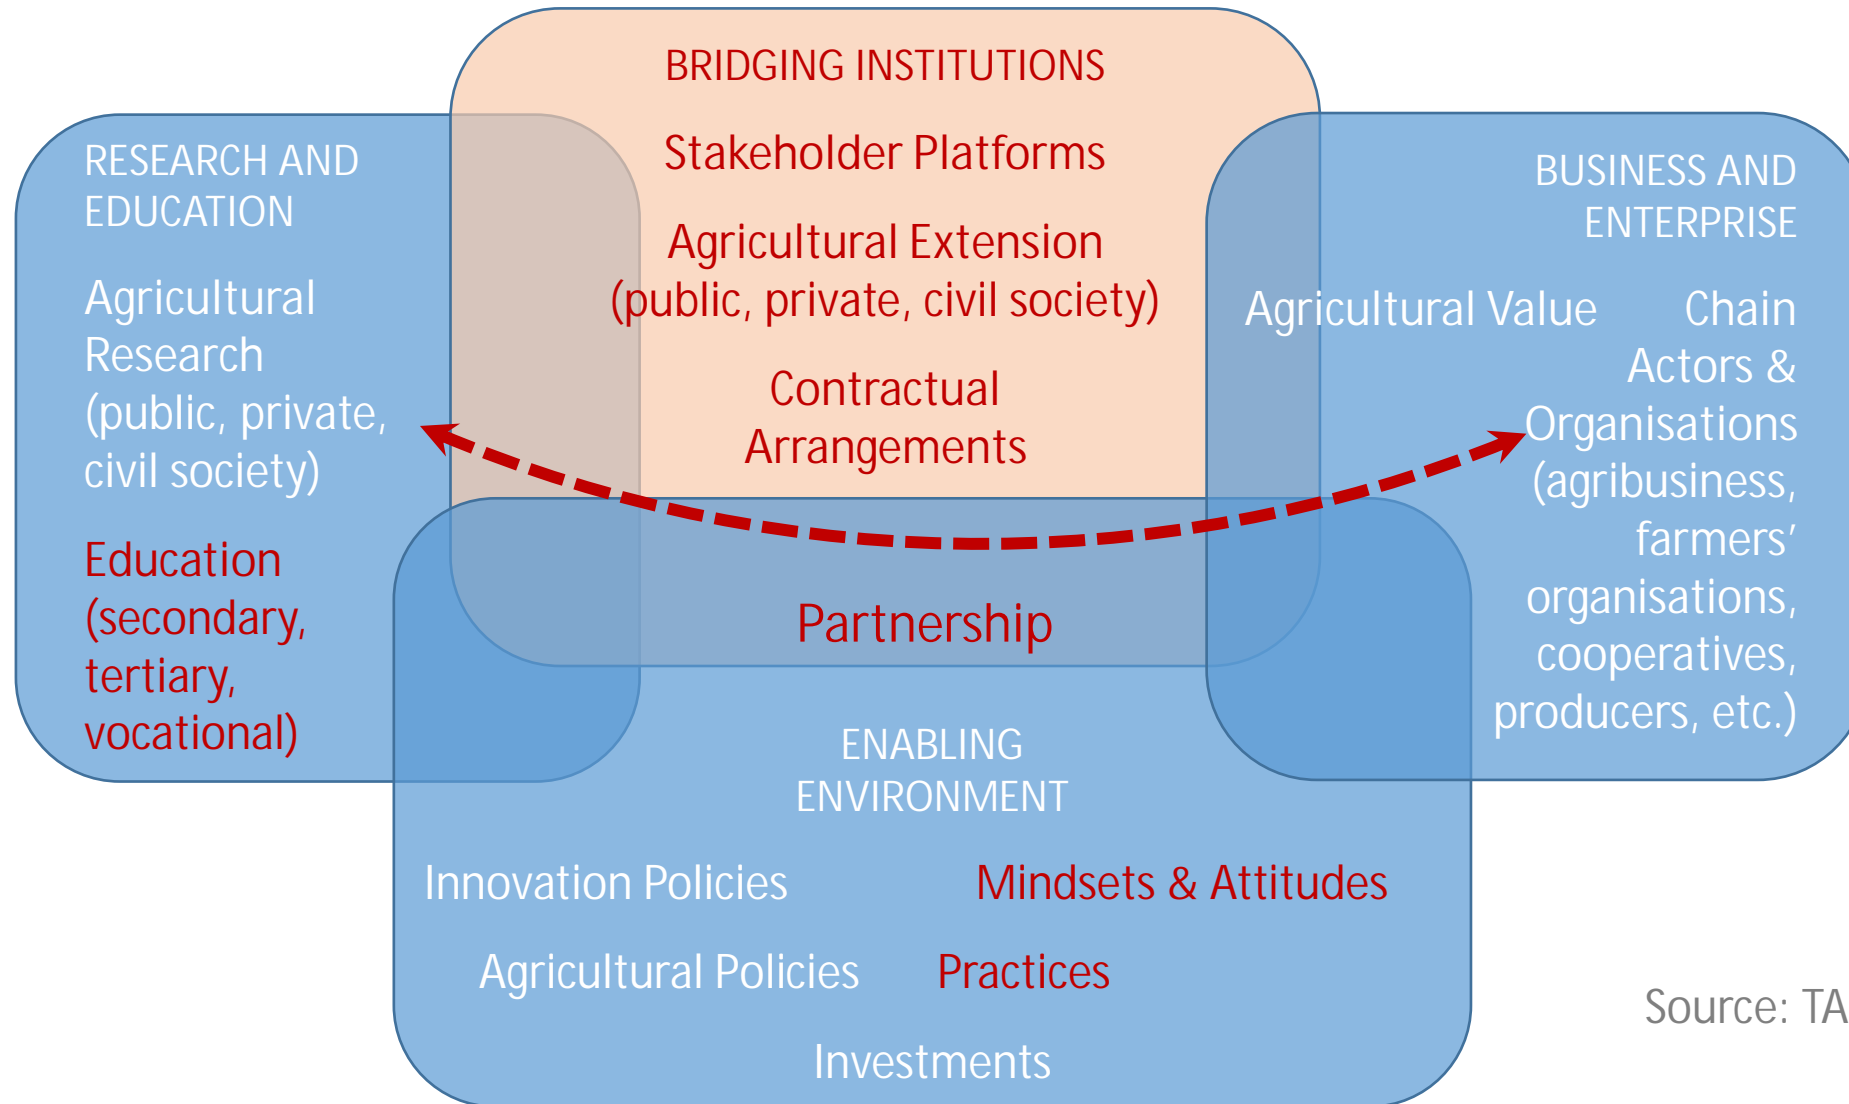 BRIDGING INSTITUTIONS
Stakeholder Platforms
Agricultural Extension
(public, private, civil society)
Contractual
Arrangements
RESEARCH AND
EDUCATION
Agricultural
Research
(public, private,
civil society)
Education
(secondary,
tertiary,
vocational)
BUSINESS AND
ENTERPRISE
Agricultural Value Chain
Actors &
Organisations
(agribusiness,
farmers’
organisations,
cooperatives,
producers, etc.)
Partnership
ENABLING
ENVIRONMENT
Innovation Policies
Mindsets & Attitudes
Agricultural Policies
Practices
Investments
Source: TA